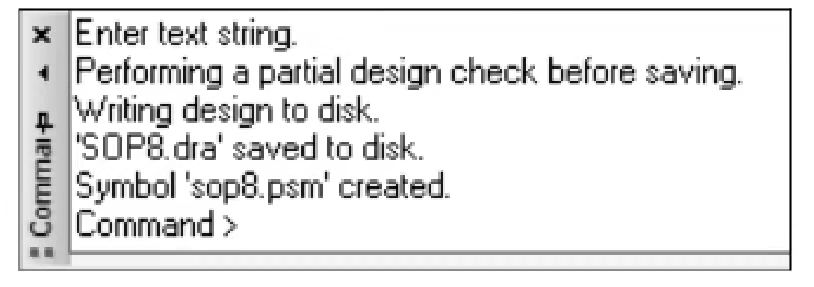 Enter text string.
Performing a partial design check before saving.
Writing design to disk.
'SOP8.dra' saved to disk.
Symbol 'sop8.psm' created.
Command >
Comma